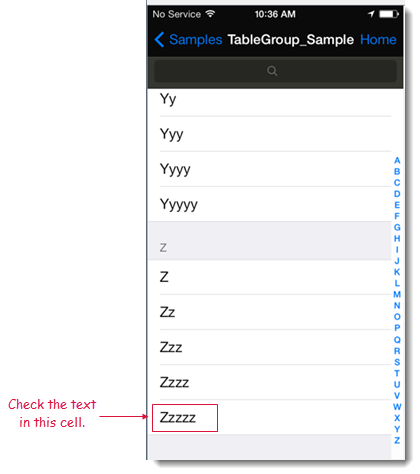 No Service 10:36 AM
Samples TableGroup_Sample Home
Yy
Yyy
Yyyy
Yyyyy
Z
Z
Zz
Zzz
Zzzz
Zzzzz
A
B
C
D
E
F
G
H
I
J
K
L
M
N
O
P
Q
R
S
T
U
V
W
X
Y
Z
Check the text
in this cell.